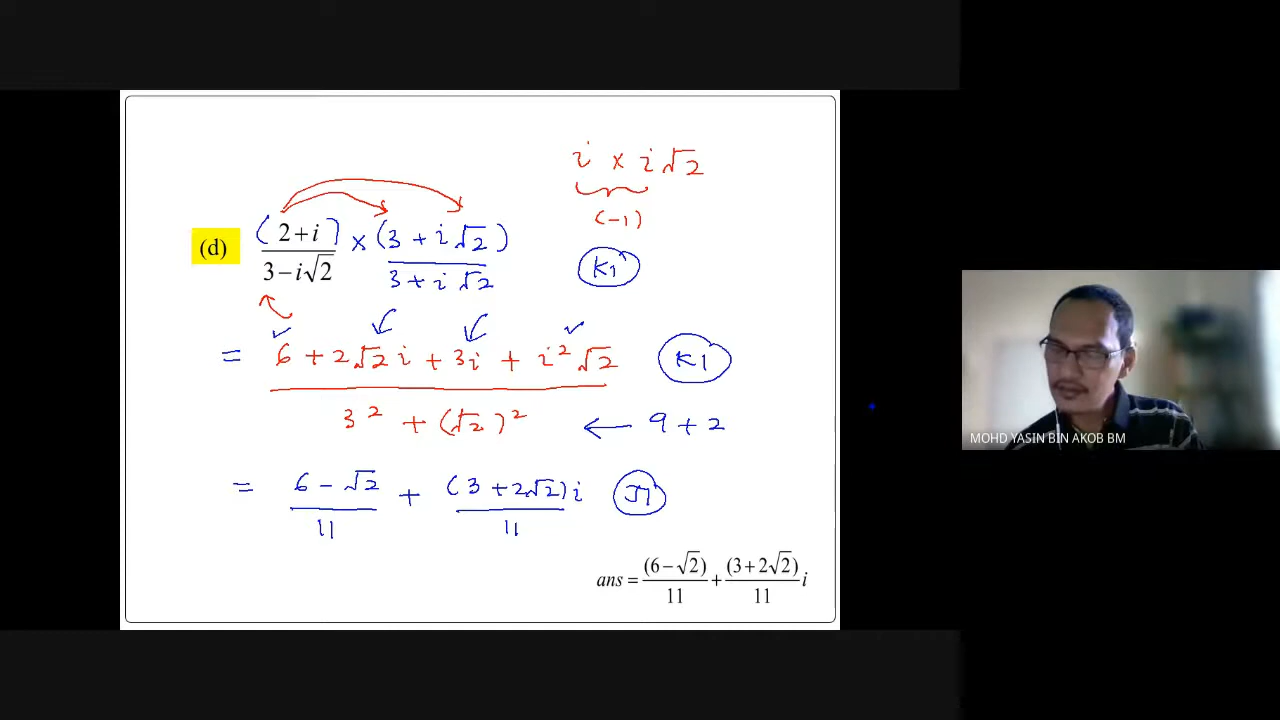 i × i√2
(-1)
(d) (2+i)/(3−i√2) × (3 + i√2)/(3 + i√2) K1
= (6 + 2√2 i + 3i + i²√2)/(3² + (√2)²) K1
← 9 + 2
= (6 − √2)/11 + (3 + 2√2)i/11 J1
ans = (6−√2)/11 + (3+2√2)/11 i
MOHD YASIN BIN AKOB BM